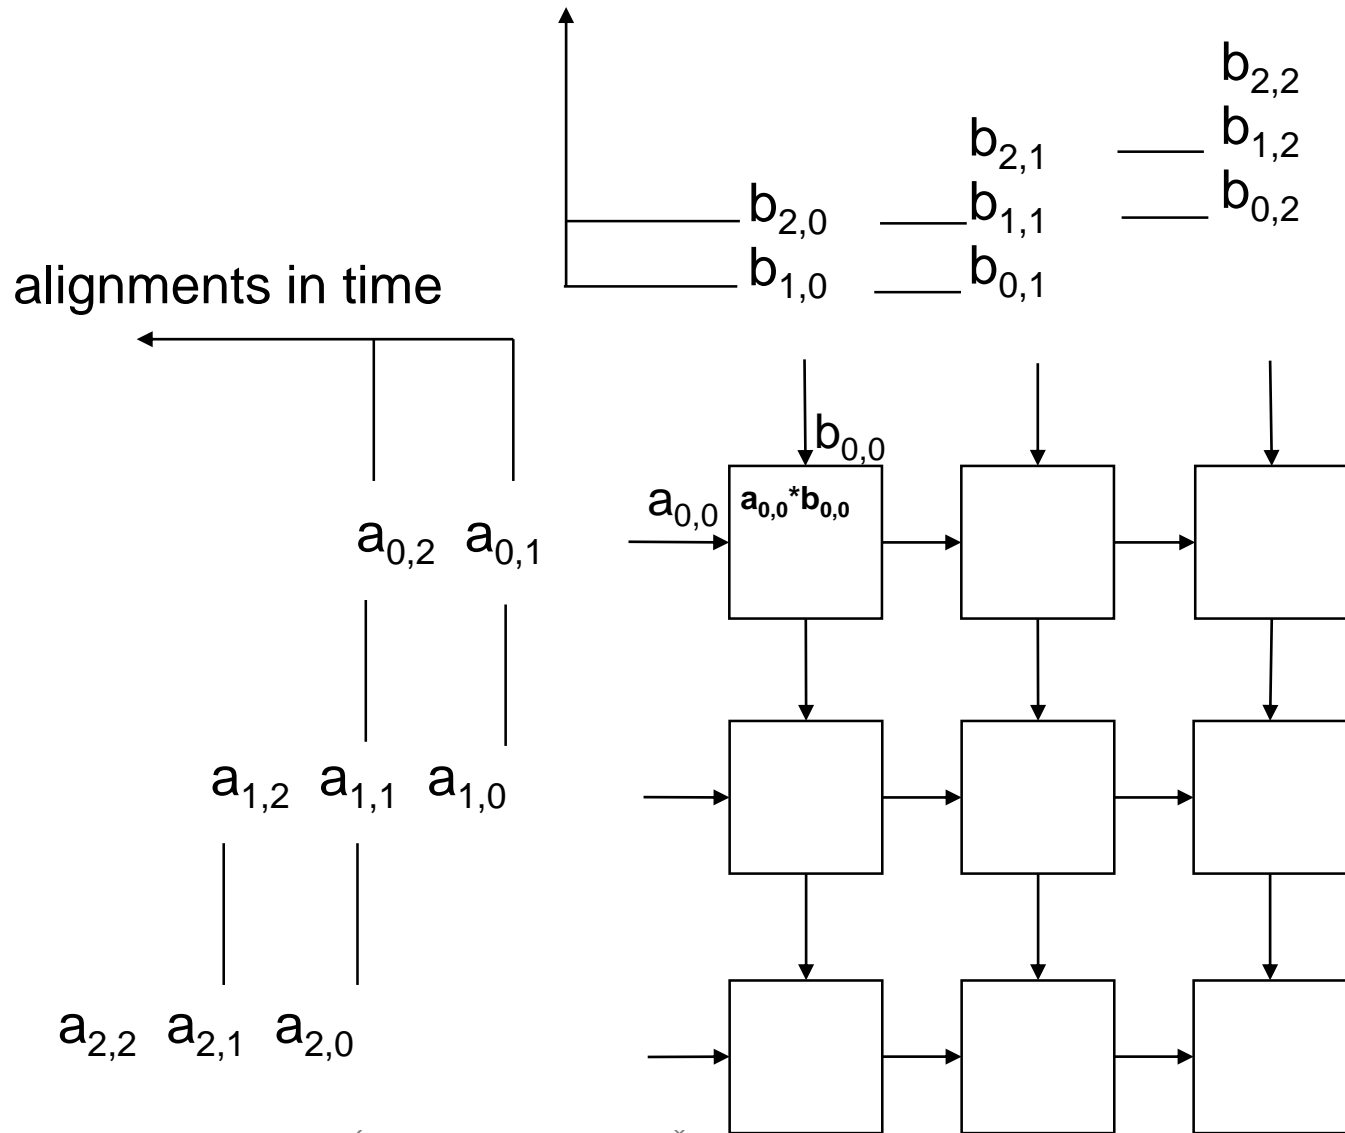 b2,2
b2,1 b1,2
b2,0 b1,1 b0,2
b1,0 b0,1
alignments in time
b0,0
a0,0 a0,0*b0,0
a0,2 a0,1
a1,2 a1,1 a1,0
a2,2 a2,1 a2,0